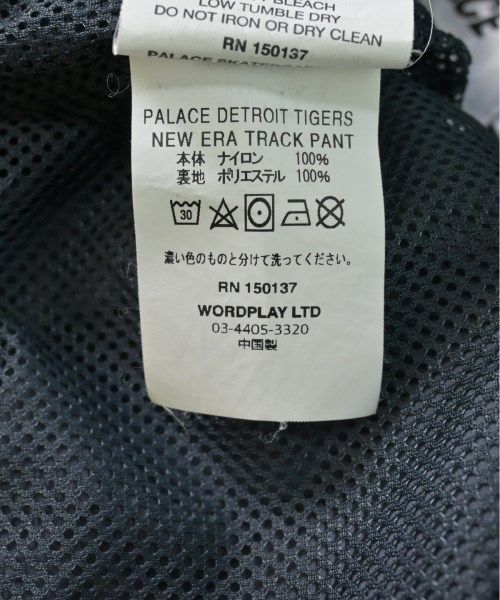 BLEACH
LOW TUMBLE DRY
DO NOT IRON OR DRY CLEAN
RN 150137
PALACE DETROIT TIGERS
NEW ERA TRACK PANT
本体 ナイロン 100%
裏地 ポリエステル 100%
30
濃い色のものと分けて洗ってください。
RN 150137
WORDPLAY LTD
03-4405-3320
中国製